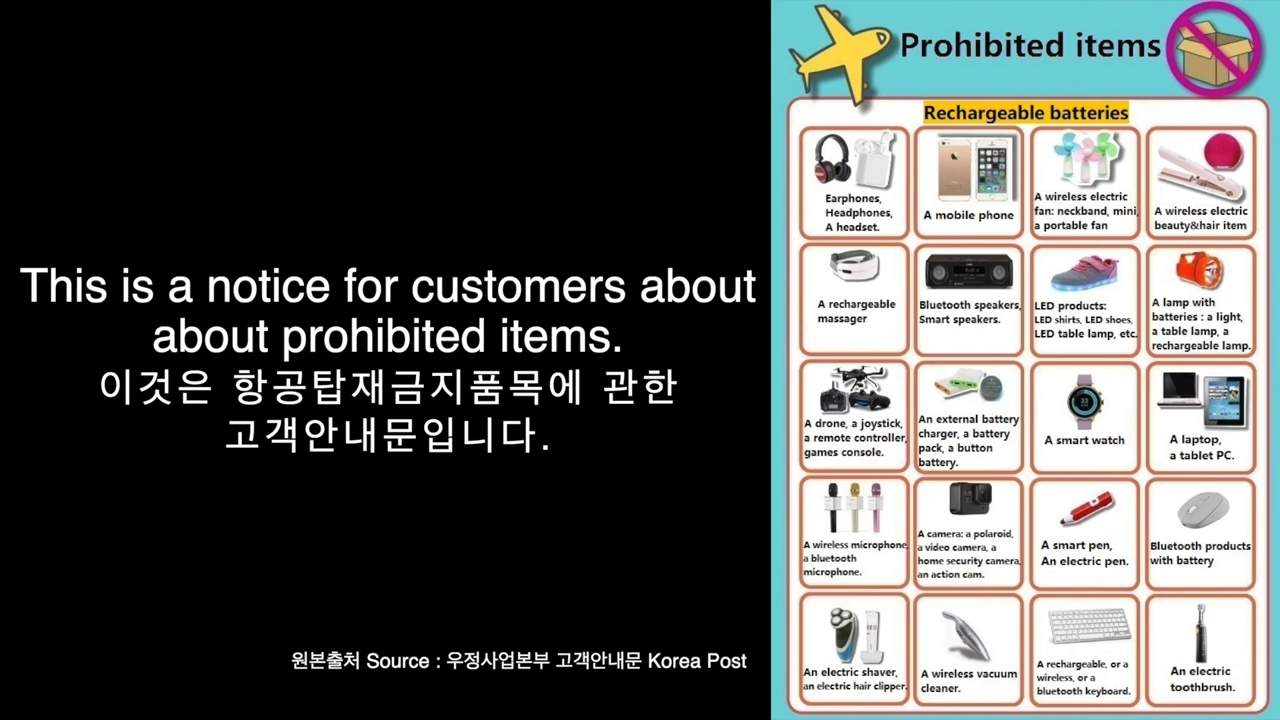 This is a notice for customers about
about prohibited items.
이것은 항공탑재금지품목에 관한
고객안내문입니다.
원본출처 Source : 우정사업본부 고객안내문 Korea Post
Prohibited items
Rechargeable batteries
Earphones,
Headphones,
A headset.
A mobile phone
A wireless electric
fan: neckband, mini,
a portable fan
A wireless electric
beauty&hair item
A rechargeable
massager
Bluetooth speakers,
Smart speakers.
LED products:
LED shirts, LED shoes,
LED table lamp, etc.
A lamp with
batteries : a light,
a table lamp, a
rechargeable lamp.
A drone, a joystick,
a remote controller,
games console.
An external battery
charger, a battery
pack, a button
battery.
A smart watch
A laptop,
a tablet PC.
A wireless microphone,
a bluetooth
microphone.
A camera: a polaroid,
a video camera, a
home security camera,
an action cam.
A smart pen,
An electric pen.
Bluetooth products
with battery
An electric shaver,
an electric hair clipper.
A wireless vacuum
cleaner.
A rechargeable, or a
wireless, or a
bluetooth keyboard.
An electric
toothbrush.